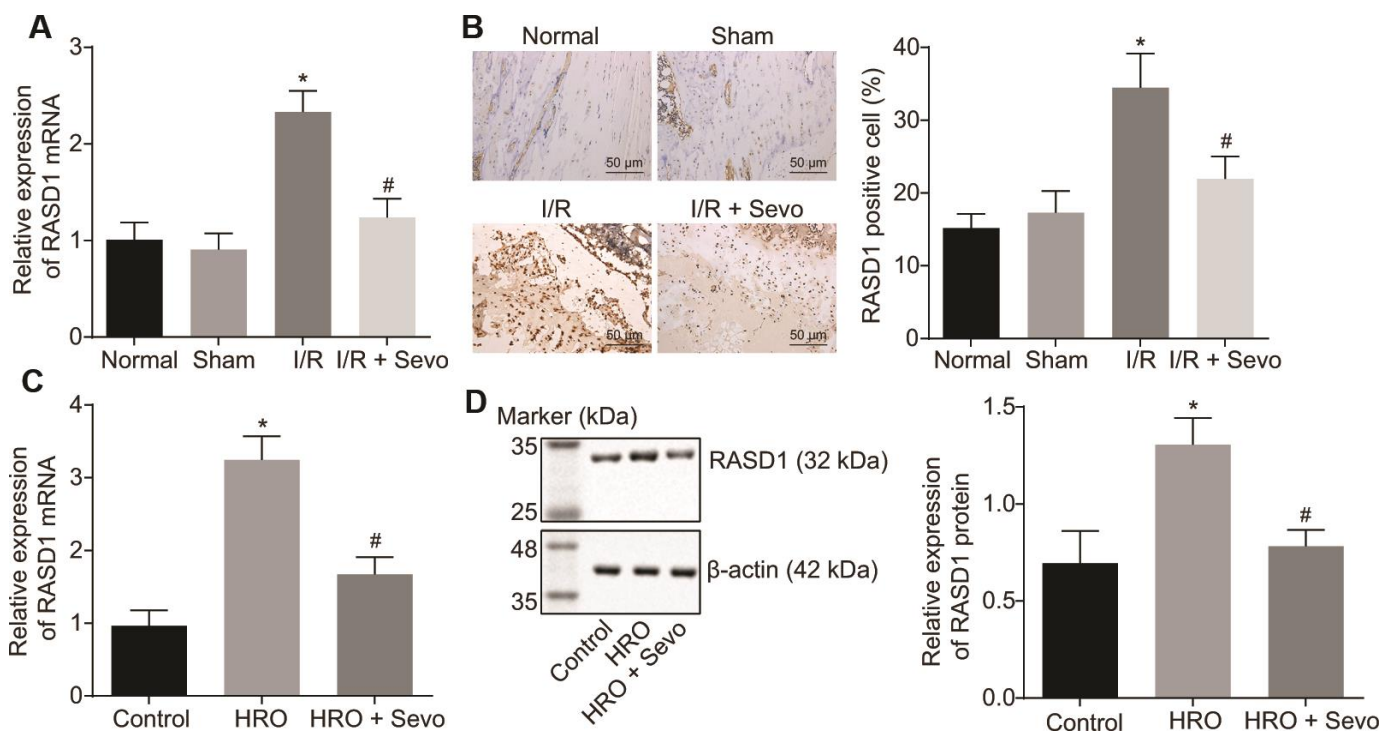 A
Relative expression
of RASD1 mRNA
3
2
1
0
*
#
Normal Sham I/R I/R + Sevo
B
Normal Sham
50 µm 50 µm
I/R I/R + Sevo
50 µm 50 µm
RASD1 positive cell (%)
40
30
20
10
0
*
#
Normal Sham I/R I/R + Sevo
C
Relative expression
of RASD1 mRNA
4
3
2
1
0
*
#
Control HRO HRO + Sevo
D
Marker (kDa)
35
25
RASD1 (32 kDa)
48
35
β-actin (42 kDa)
Control
HRO
HRO + Sevo
Relative expression
of RASD1 protein
1.5
1.0
0.5
0.0
*
#
Control HRO HRO + Sevo